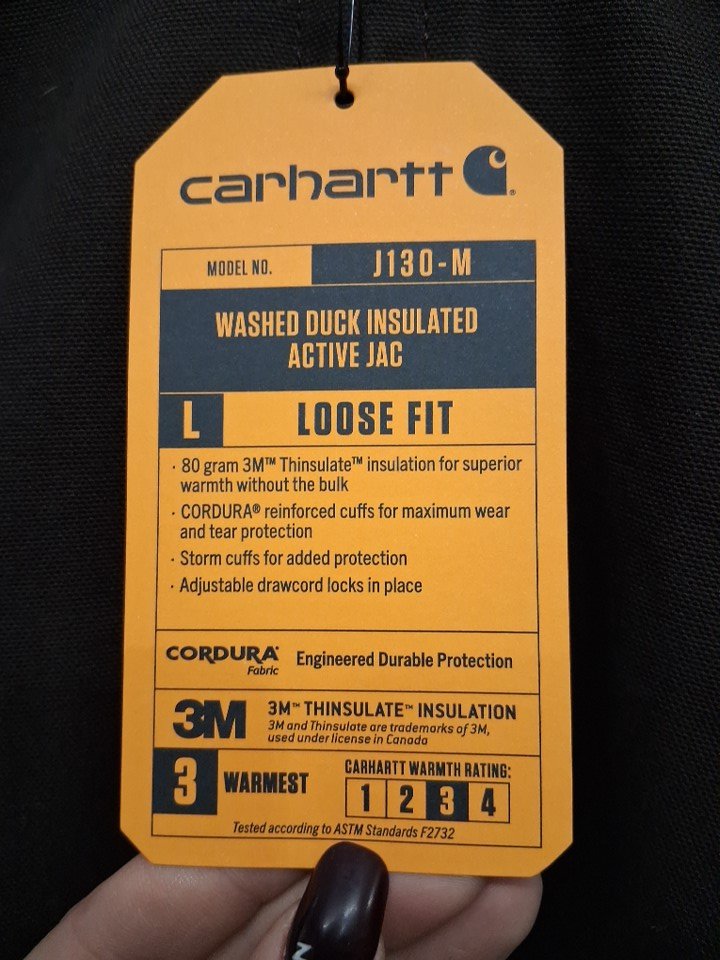 carhartt
MODEL NO. J130-M
WASHED DUCK INSULATED
ACTIVE JAC
L LOOSE FIT
· 80 gram 3M™ Thinsulate™ insulation for superior
warmth without the bulk
· CORDURA® reinforced cuffs for maximum wear
and tear protection
· Storm cuffs for added protection
· Adjustable drawcord locks in place
CORDURA® Engineered Durable Protection
Fabric
3M 3M™ THINSULATE™ INSULATION
3M and Thinsulate are trademarks of 3M,
used under license in Canada
3 WARMEST
CARHARTT WARMTH RATING:
1 2 3 4
Tested according to ASTM Standards F2732
N